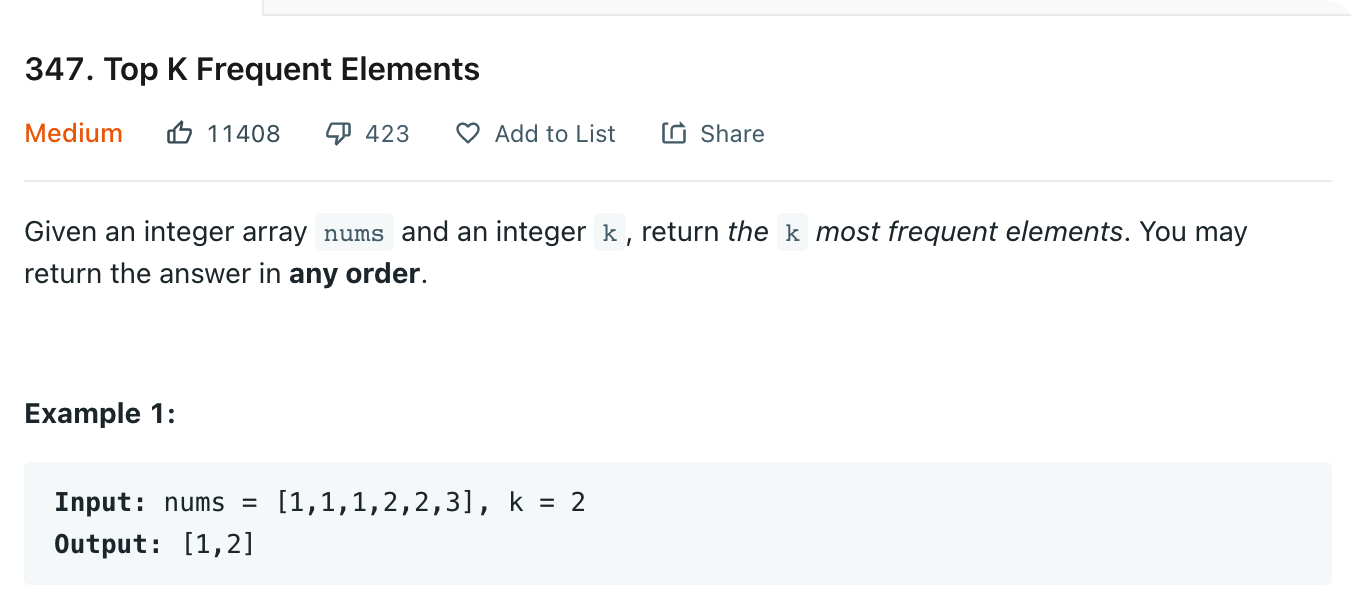 347. Top K Frequent Elements
Medium 11408 423 Add to List Share
Given an integer array nums and an integer k, return the k most frequent elements. You may
return the answer in any order.
Example 1:
Input: nums = [1,1,1,2,2,3], k = 2
Output: [1,2]